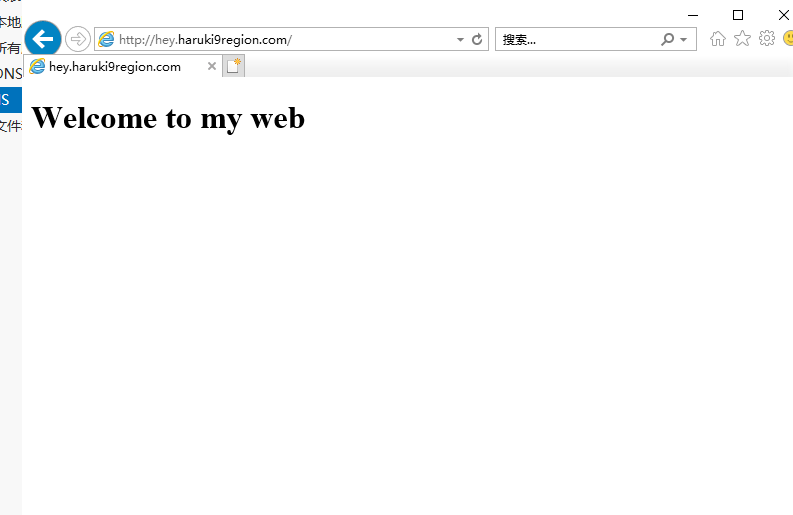 本地
http://hey.haruki9region.com/
搜索...
所有
hey.haruki9region.com
DNS
IS
文件
Welcome to my web